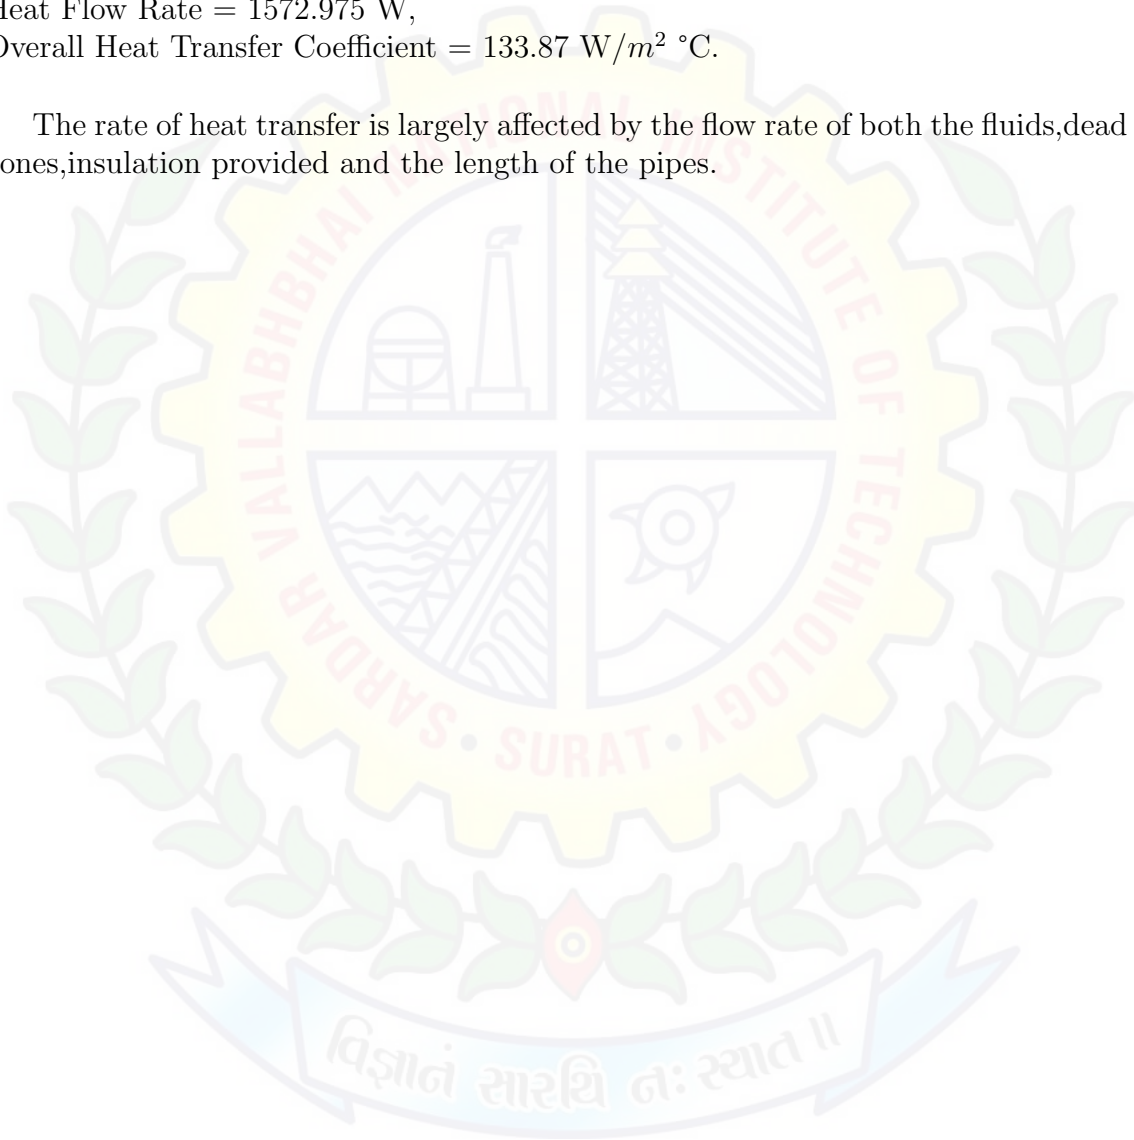 Heat Flow Rate = 1572.975 W,
Overall Heat Transfer Coefficient = 133.87 W/m² °C.
The rate of heat transfer is largely affected by the flow rate of both the fluids,dead
ones,insulation provided and the length of the pipes.
SARDAR VALLABHBHAI NATIONAL INSTITUTE OF TECHNOLOGY
• SURAT •
વિજ્ઞાનં સારથિ નઃ સ્યાત ॥